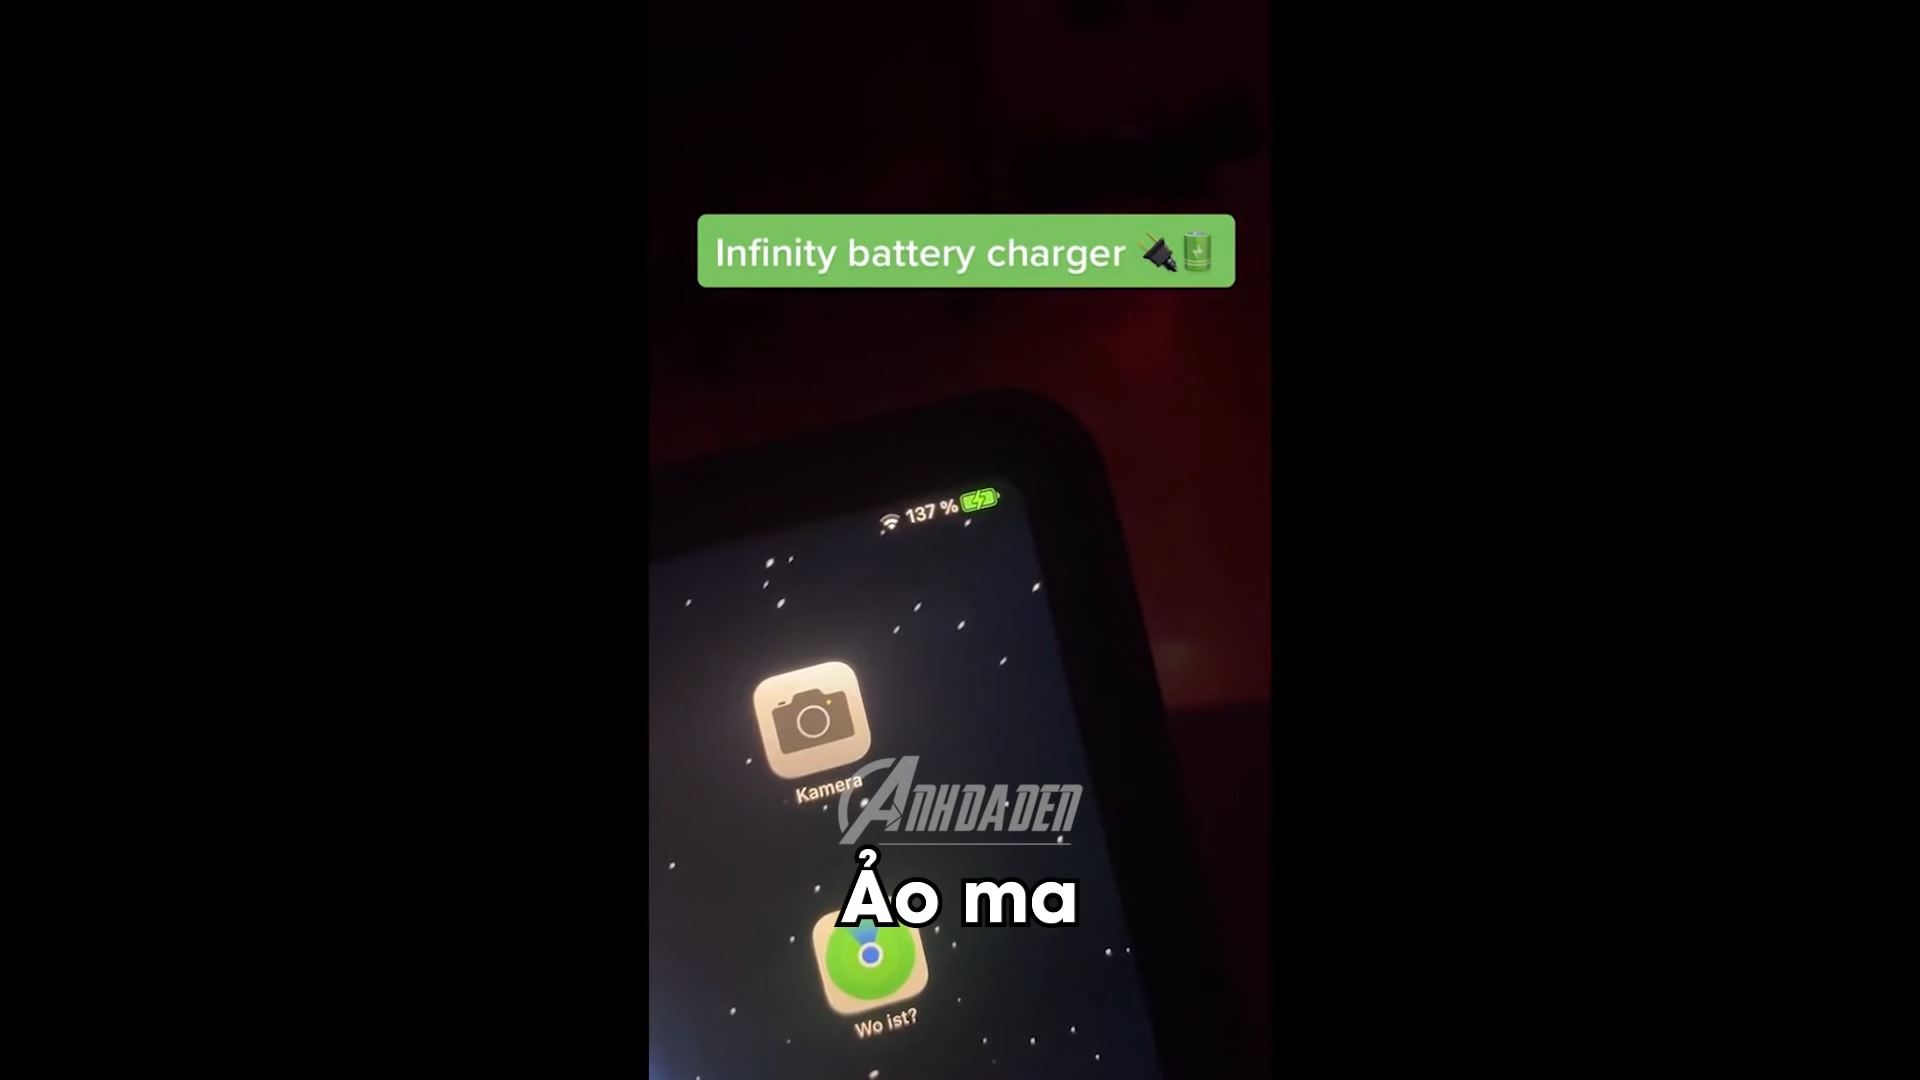 Infinity battery charger
137 %
Kamera
ANHDADEN
Ảo ma
Wo ist?